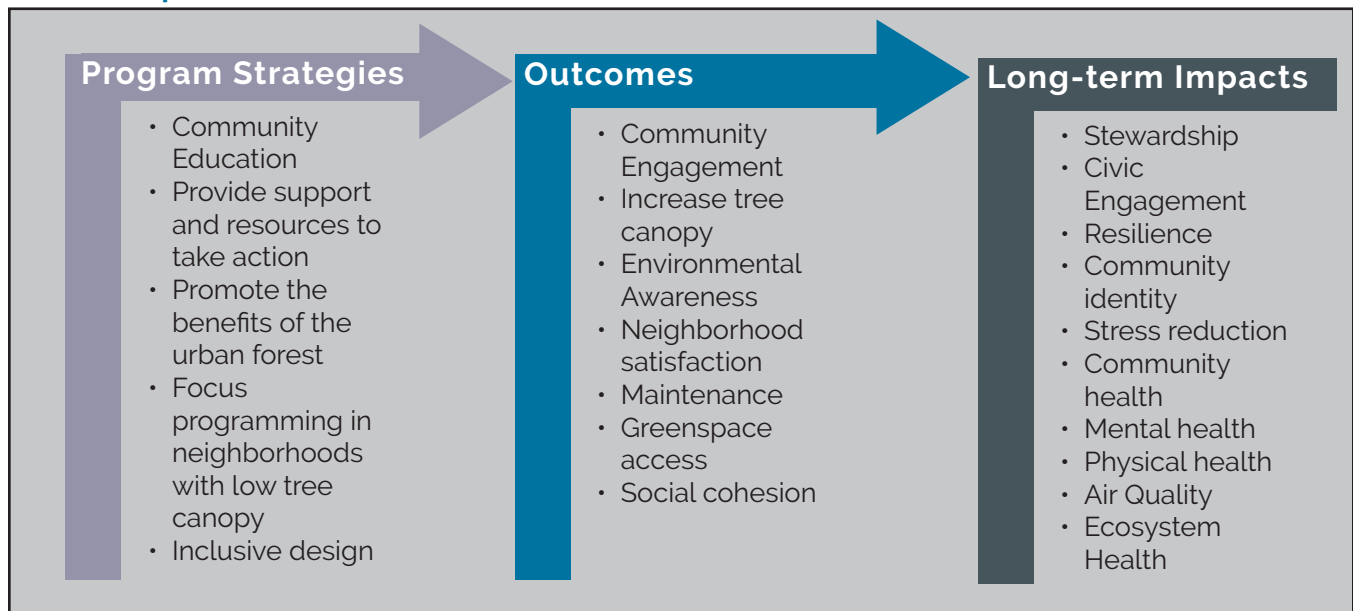 Program Strategies
• Community
Education
• Provide support
and resources to
take action
• Promote the
benefits of the
urban forest
• Focus
programming in
neighborhoods
with low tree
canopy
• Inclusive design
Outcomes
• Community
Engagement
• Increase tree
canopy
• Environmental
Awareness
• Neighborhood
satisfaction
• Maintenance
• Greenspace
access
• Social cohesion
Long-term Impacts
• Stewardship
• Civic
Engagement
• Resilience
• Community
identity
• Stress reduction
• Community
health
• Mental health
• Physical health
• Air Quality
• Ecosystem
Health